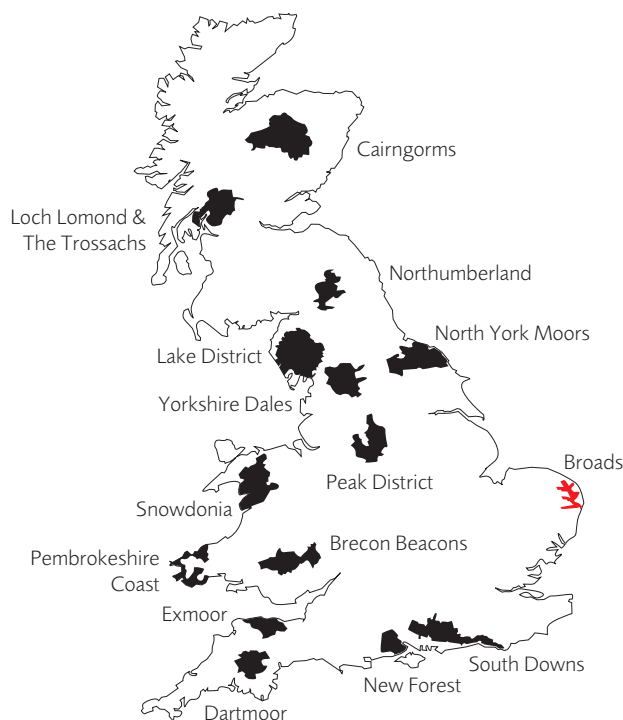 Cairngorms
Loch Lomond &
The Trossachs
Northumberland
North York Moors
Lake District
Yorkshire Dales
Broads
Peak District
Snowdonia
Brecon Beacons
Pembrokeshire
Coast
Exmoor
South Downs
New Forest
Dartmoor